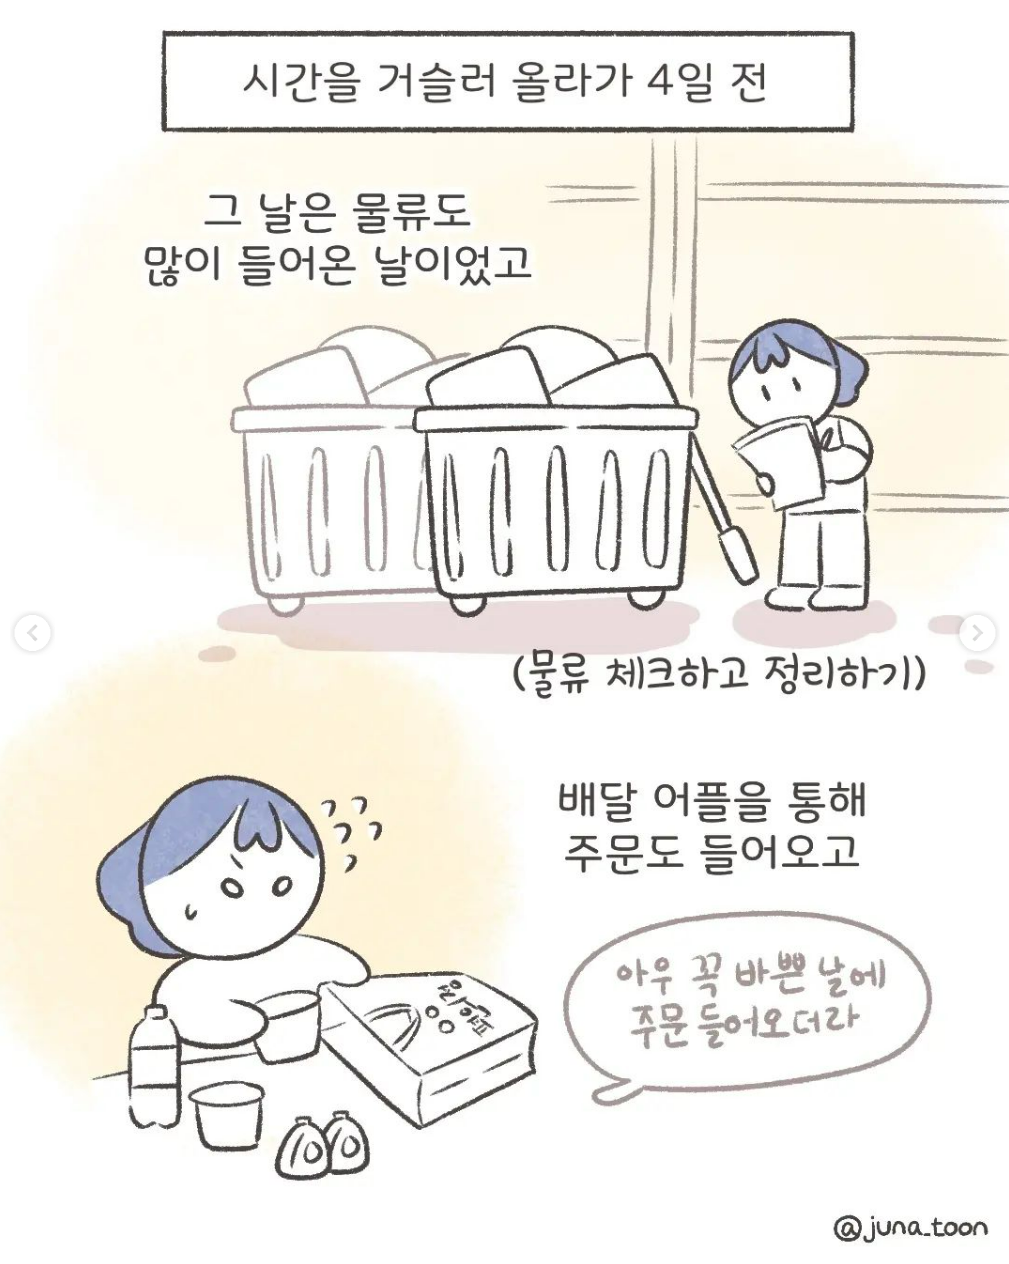 시간을 거슬러 올라가 4일 전
그 날은 물류도
많이 들어온 날이었고
(물류 체크하고 정리하기)
배달 어플을 통해
주문도 들어오고
아우 꼭 바쁜 날에
주문 들어오더라
@juna_toon